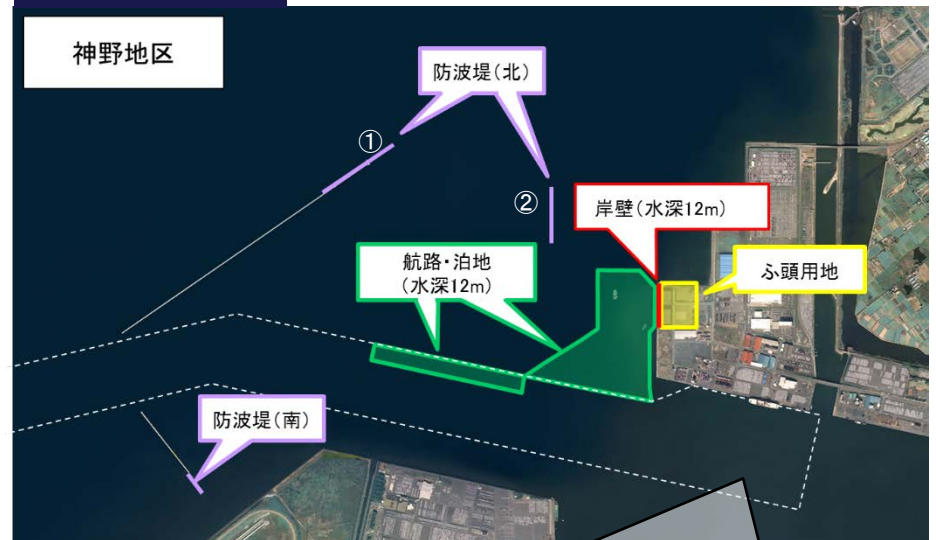 神野地区
防波堤(北)
①
②
岸壁(水深12m)
航路・泊地
(水深12m)
ふ頭用地
防波堤(南)